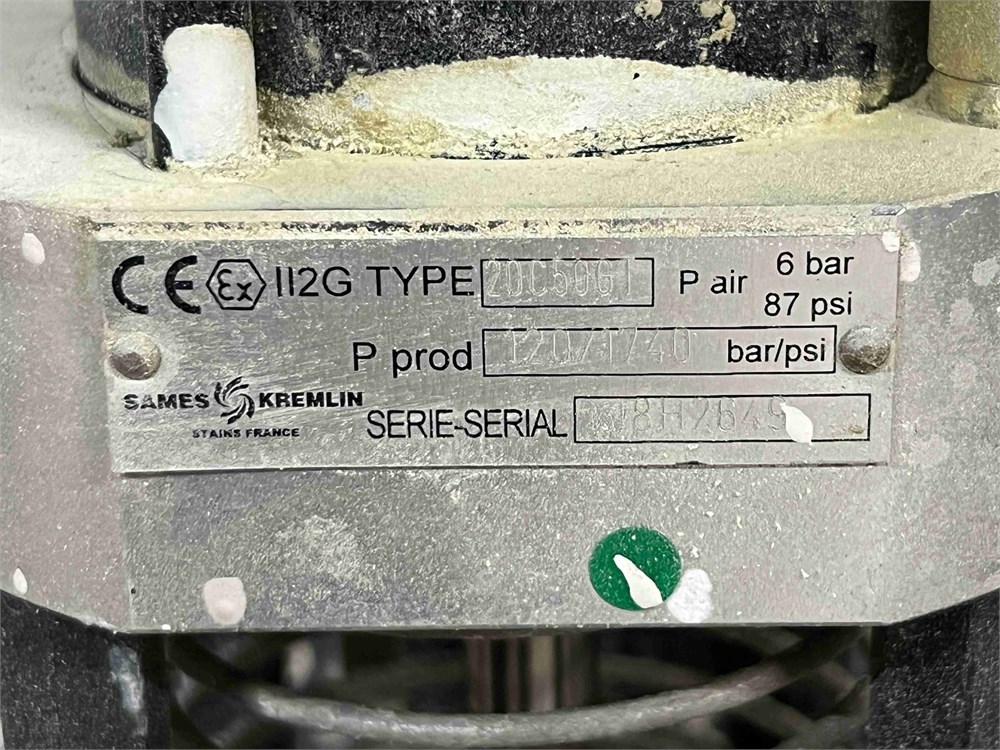 CE Ex II2G TYPE 20C50GT P air 6 bar
87 psi
P prod 120/1740 bar/psi
SAMES KREMLIN
STAINS FRANCE
SERIE-SERIAL